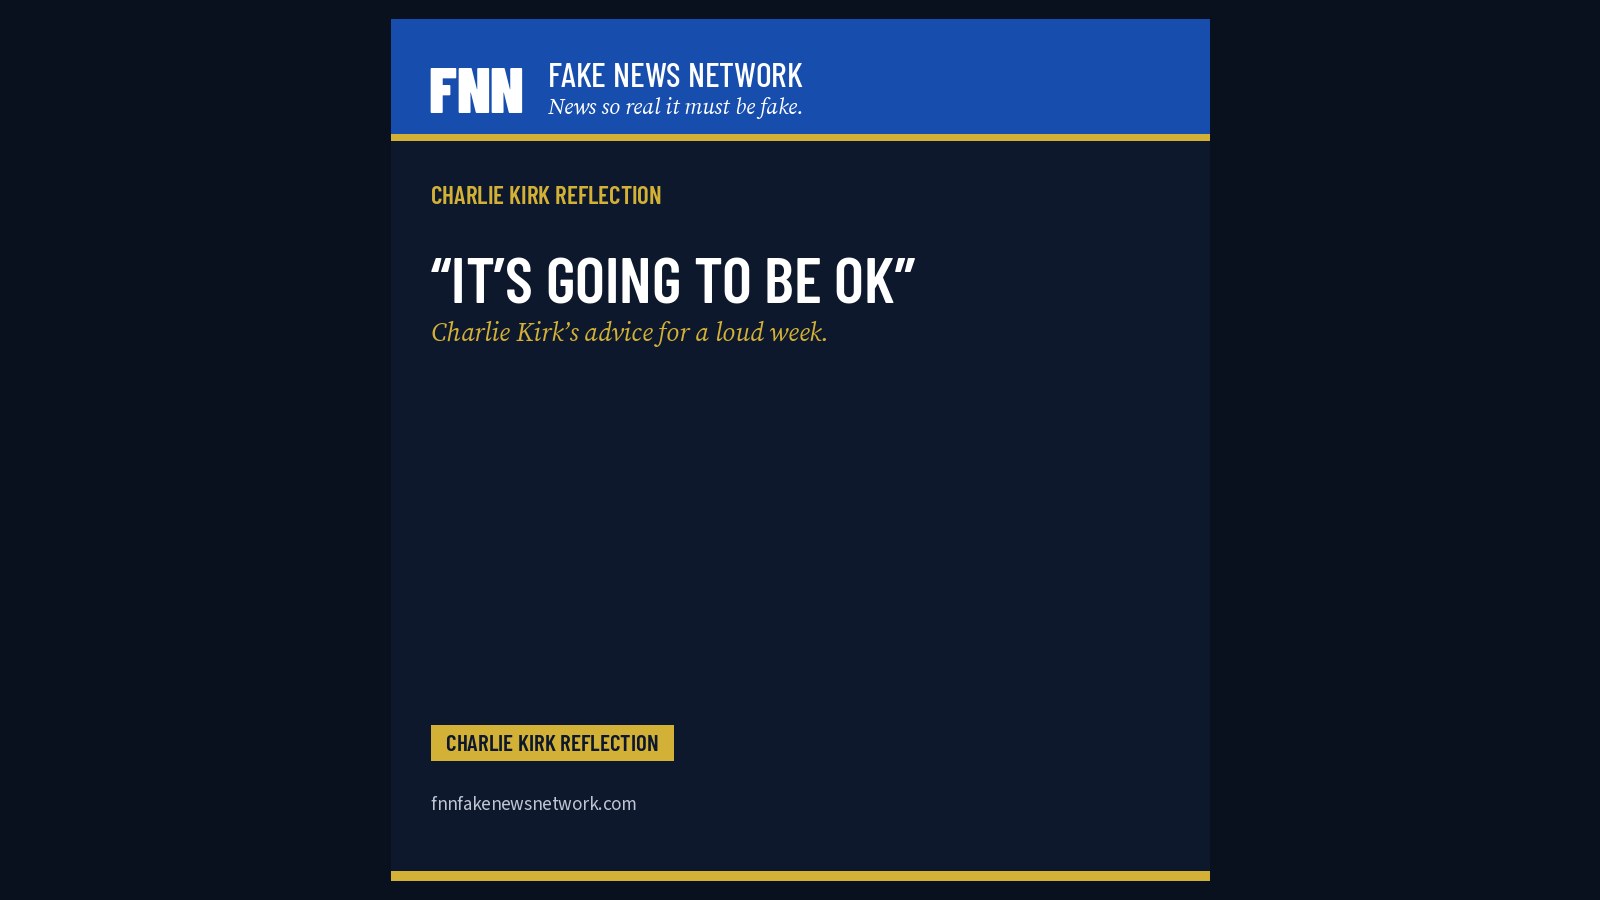 FNN
FAKE NEWS NETWORK
News so real it must be fake.
CHARLIE KIRK REFLECTION
“IT’S GOING TO BE OK”
Charlie Kirk’s advice for a loud week.
CHARLIE KIRK REFLECTION
fnnfakenewsnetwork.com